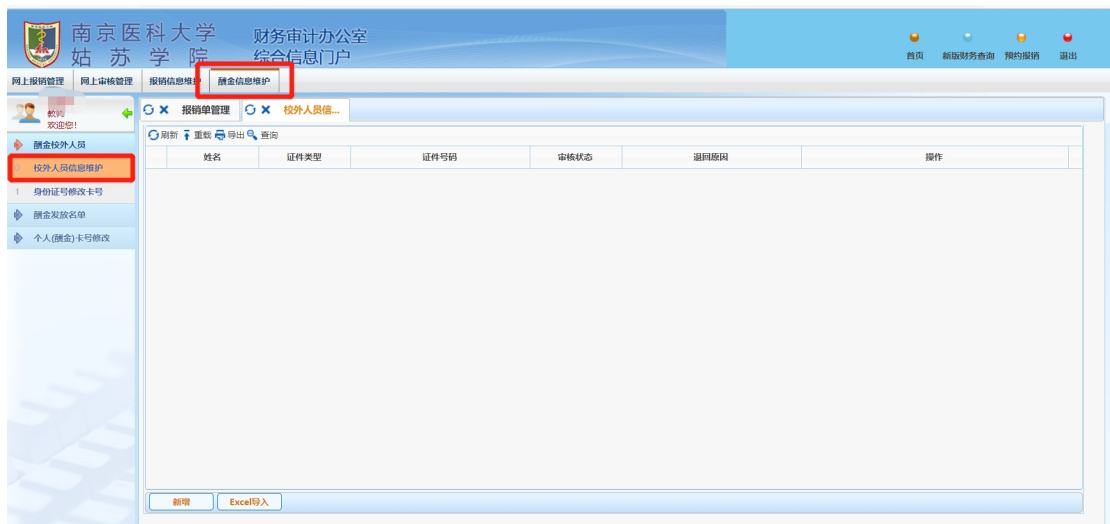 南京医科大学 财务审计办公室
姑苏学院 综合信息门户
首页 新版财务查询 预约报销 退出
网上报销管理 网上审核管理 报销信息维护 酬金信息维护
欢迎您!
报销单管理 校外人员信...
刷新 重载 导出 查询
姓名 证件类型 证件号码 审核状态 退回原因 操作
酬金校外人员
0 校外人员信息维护
1 身份证号修改卡号
酬金发放名单
个人(酬金)卡号修改
新增 Excel导入